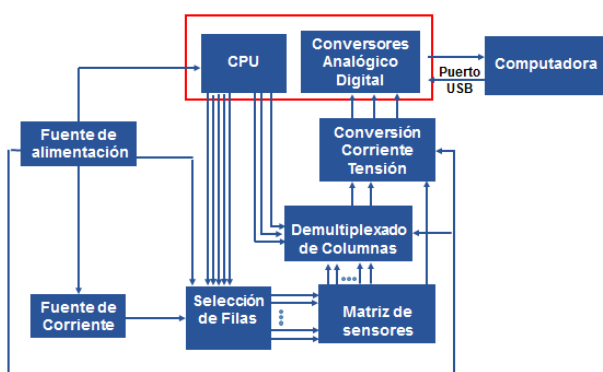 CPU
Conversores
Analógico
Digital
Computadora
Puerto
USB
Fuente de
alimentación
Conversión
Corriente
Tensión
Demultiplexado
de Columnas
Fuente de
Corriente
Selección
de Filas
Matriz de
sensores